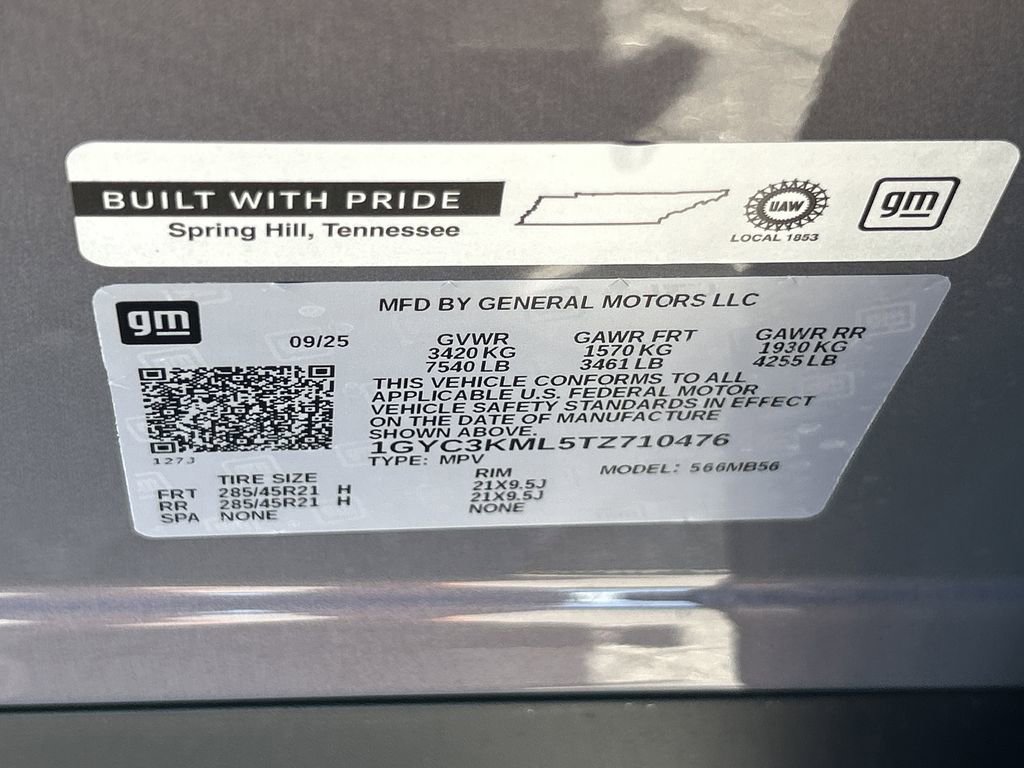 BUILT WITH PRIDE
Spring Hill, Tennessee
UAW
LOCAL 1853
gm
gm
MFD BY GENERAL MOTORS LLC
09/25
GVWR GAWR FRT GAWR RR
3420 KG 1570 KG 1930 KG
7540 LB 3461 LB 4255 LB
THIS VEHICLE CONFORMS TO ALL
APPLICABLE U.S. FEDERAL MOTOR
VEHICLE SAFETY STANDARDS IN EFFECT
ON THE DATE OF MANUFACTURE
SHOWN ABOVE.
1GYC3KML5TZ710476
TYPE: MPV MODEL: 566MB56
127J
TIRE SIZE RIM
FRT 285/45R21 H 21X9.5J
RR 285/45R21 H 21X9.5J
SPA NONE NONE